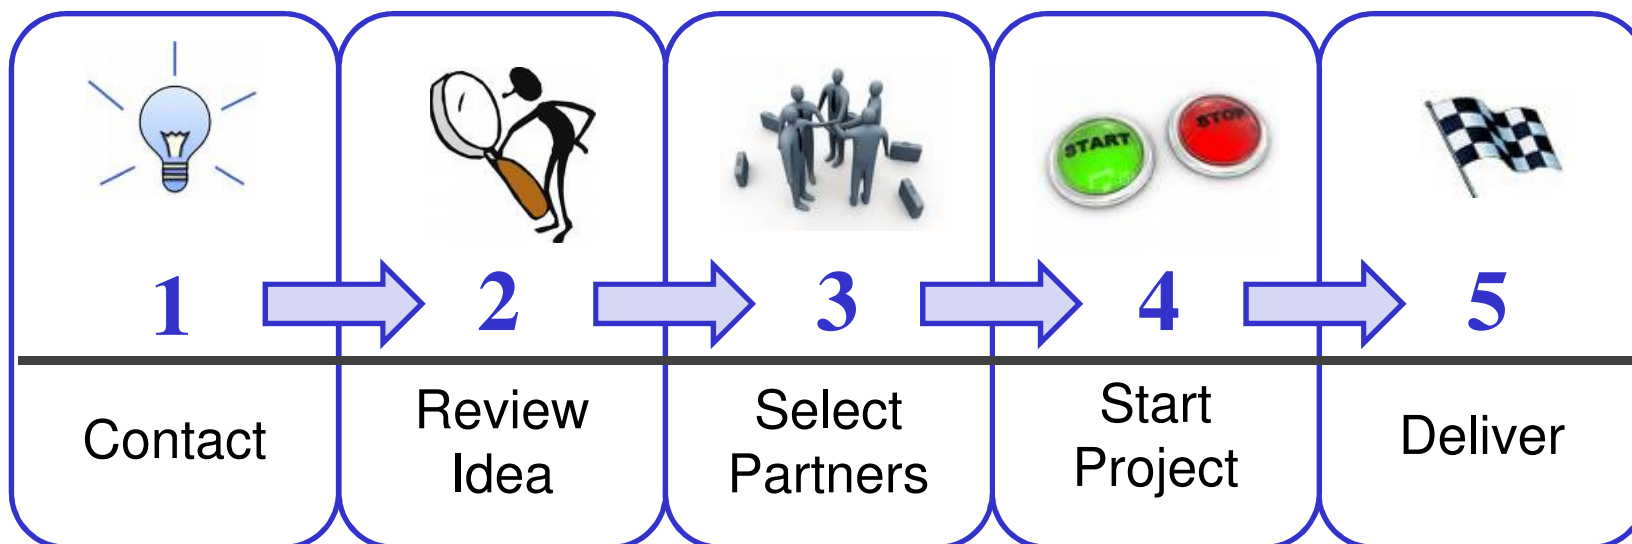 START
STOP
1
2
3
4
5
Contact
Review
Idea
Select
Partners
Start
Project
Deliver